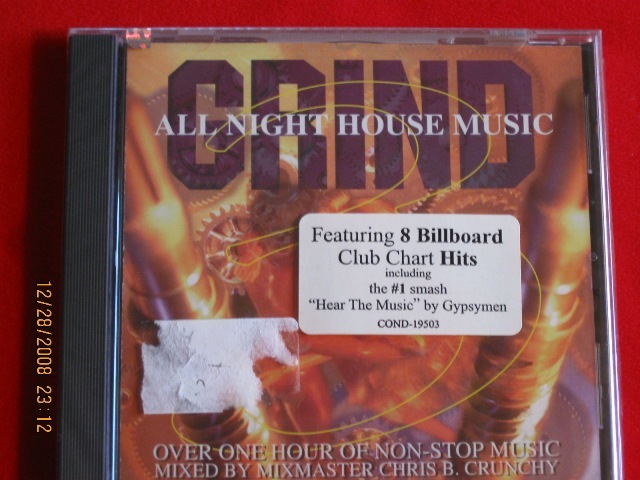 GRIND
ALL NIGHT HOUSE MUSIC
Featuring 8 Billboard
Club Chart Hits
including
the #1 smash
“Hear The Music” by Gypsymen
COND-19503
OVER ONE HOUR OF NON-STOP MUSIC
MIXED BY MIXMASTER CHRIS B. CRUNCHY
12/28/2008 23:12